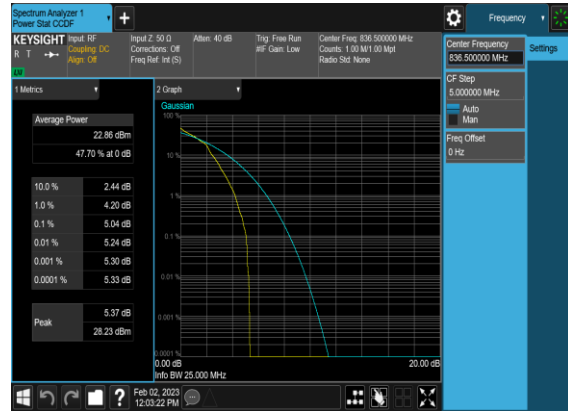 Spectrum Analyzer 1
Power Stat CCDF
Frequency
KEYSIGHT
R T
LU
Input: RF
Coupling: DC
Align: Off
Input Z: 50 Ω
Corrections: Off
Freq Ref: Int (S)
Atten: 40 dB
Trig: Free Run
#IF Gain: Low
Center Freq: 836.500000 MHz
Counts: 1.00 M/1.00 Mpt
Radio Std: None
Center Frequency
836.500000 MHz
Settings
CF Step
5.000000 MHz
Auto
Man
Freq Offset
0 Hz
1 Metrics
Average Power
22.86 dBm
47.70 % at 0 dB
10.0 % 2.44 dB
1.0 % 4.20 dB
0.1 % 5.04 dB
0.01 % 5.24 dB
0.001 % 5.30 dB
0.0001 % 5.33 dB
Peak
5.37 dB
28.23 dBm
2 Graph
Gaussian
100 %
10 %
1 %
0.1 %
0.01 %
0.001 %
0.0001 %
0.00 dB 20.00 dB
Info BW 25.000 MHz
Feb 02, 2023
12:03:22 PM